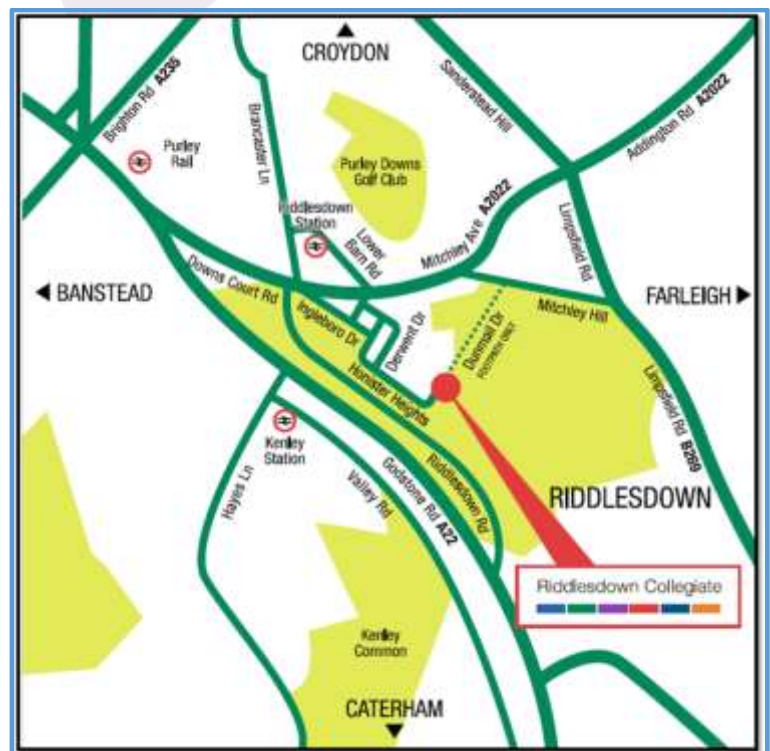 CROYDON
Brighton Rd A235
Brancaster Ln
Sanderstead Hill
Addington Rd A2022
Purley
Rail
Purley Downs
Golf Club
Riddlesdown
Station
Lower
Barn Rd
Mitchley Ave A2022
Limpsfield Rd
BANSTEAD
Downs Court Rd
Ingleboro Dr
Derwent Dr
Dunmail Dr
FOOTPATH ONLY
Mitchley Hill
FARLEIGH
Honister Heights
Limpsfield Rd B269
Kenley
Station
Hayes Ln
Valley Rd
Godstone Rd A22
Riddlesdown Rd
RIDDLESDOWN
Riddlesdown Collegiate
Kenley
Common
CATERHAM